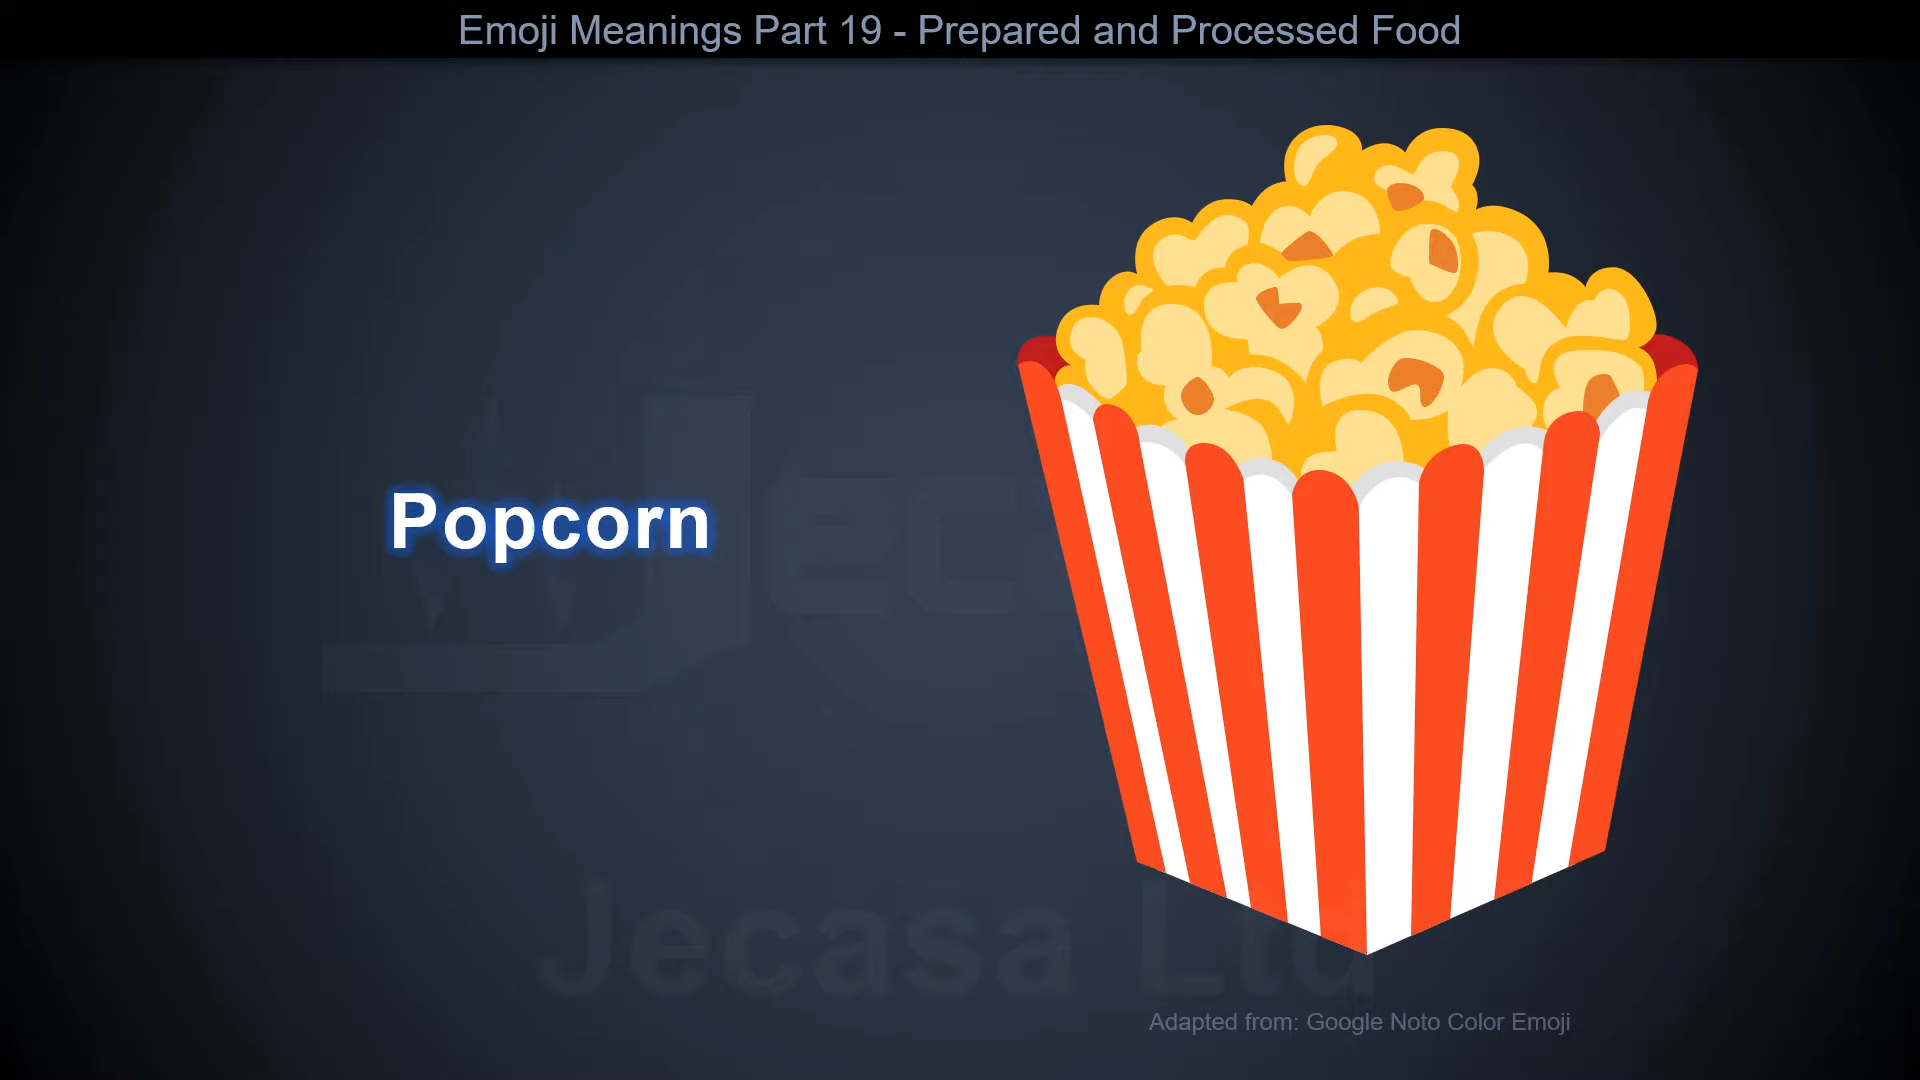 Emoji Meanings Part 19 - Prepared and Processed Food
Popcorn
Jecasa Ltd
Adapted from: Google Noto Color Emoji